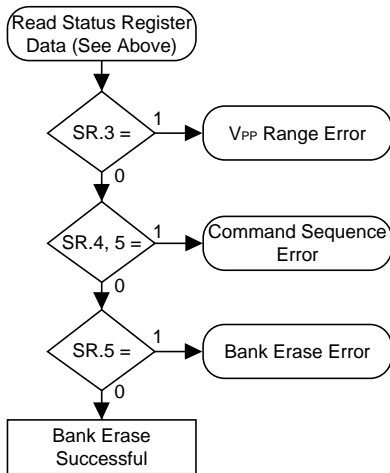 Read Status Register
Data (See Above)
SR.3 =
1
VPP Range Error
0
SR.4, 5 =
1
Command Sequence
Error
0
SR.5 =
1
Bank Erase Error
0
Bank Erase
Successful